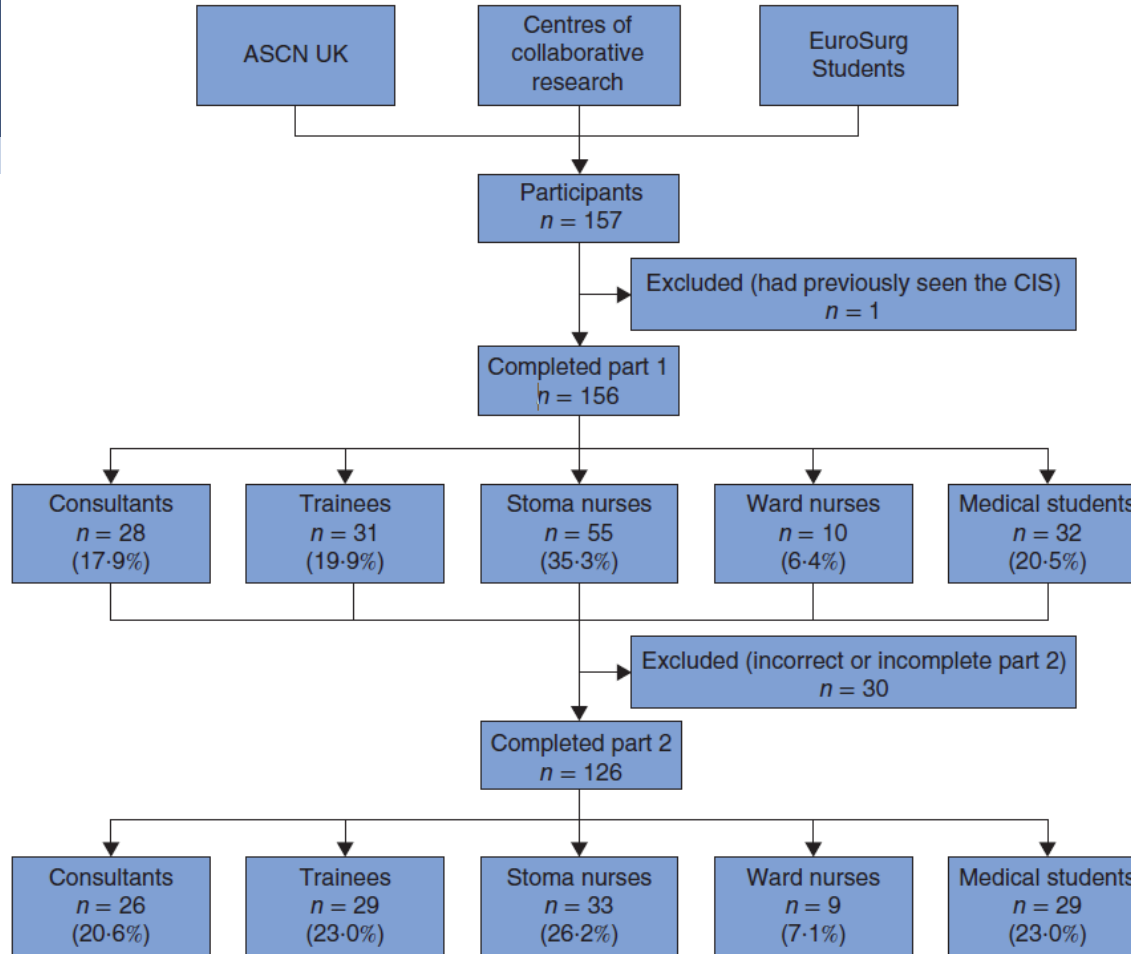 ASCN UK
Centres of
collaborative
research
EuroSurg
Students
Participants
n = 157
Excluded (had previously seen the CIS)
n = 1
Completed part 1
n = 156
Consultants
n = 28
(17·9%)
Trainees
n = 31
(19·9%)
Stoma nurses
n = 55
(35·3%)
Ward nurses
n = 10
(6·4%)
Medical students
n = 32
(20·5%)
Excluded (incorrect or incomplete part 2)
n = 30
Completed part 2
n = 126
Consultants
n = 26
(20·6%)
Trainees
n = 29
(23·0%)
Stoma nurses
n = 33
(26·2%)
Ward nurses
n = 9
(7·1%)
Medical students
n = 29
(23·0%)